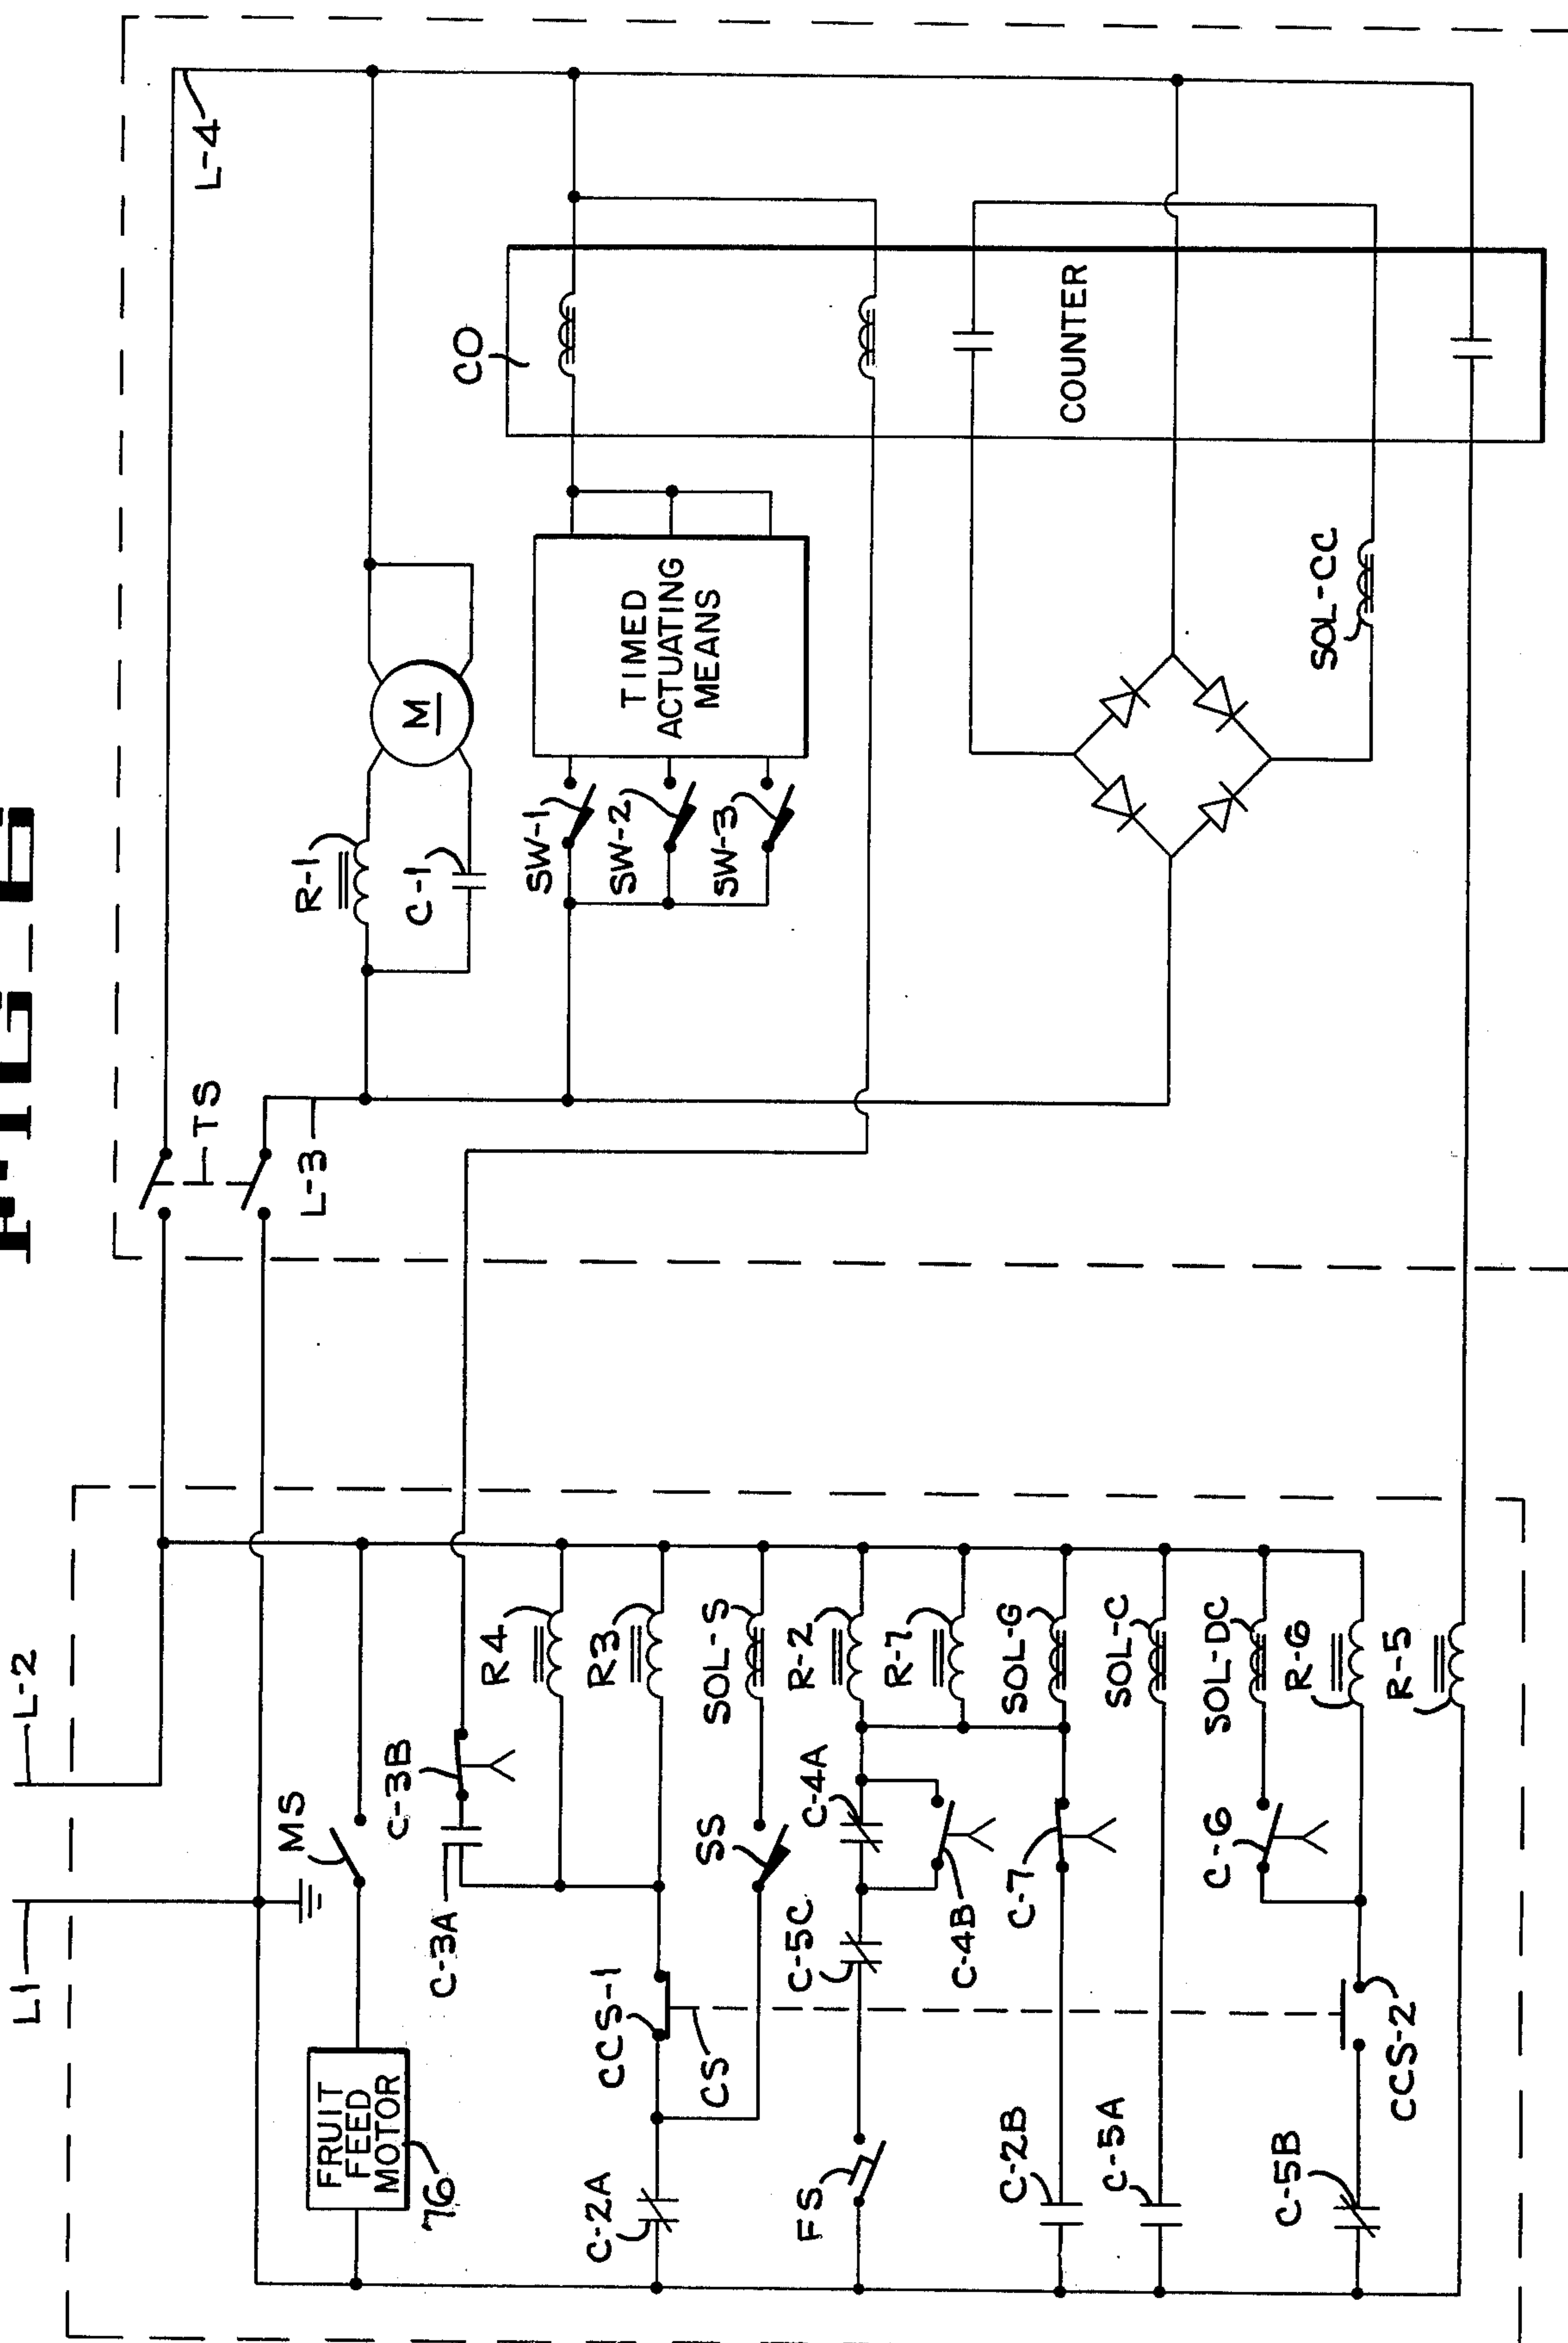 L-4
CO
COUNTER
TIMED
ACTUATING
MEANS
M
R-1
C-1
SW-1
SW-2
SW-3
SOL-CC
TS
L-3
L-2
L1
MS
FRUIT
FEED
MOTOR
76
C-3B
C-3A
R4
R3
SOL-S
SS
CCS-1
CS
C-2A
R-2
R-7
C-4A
C-4B
C-5C
FS
SOL-G
C-7
C-2B
SOL-C
C-5A
SOL-DC
C-6
R-6
CCS-2
C-5B
R-5